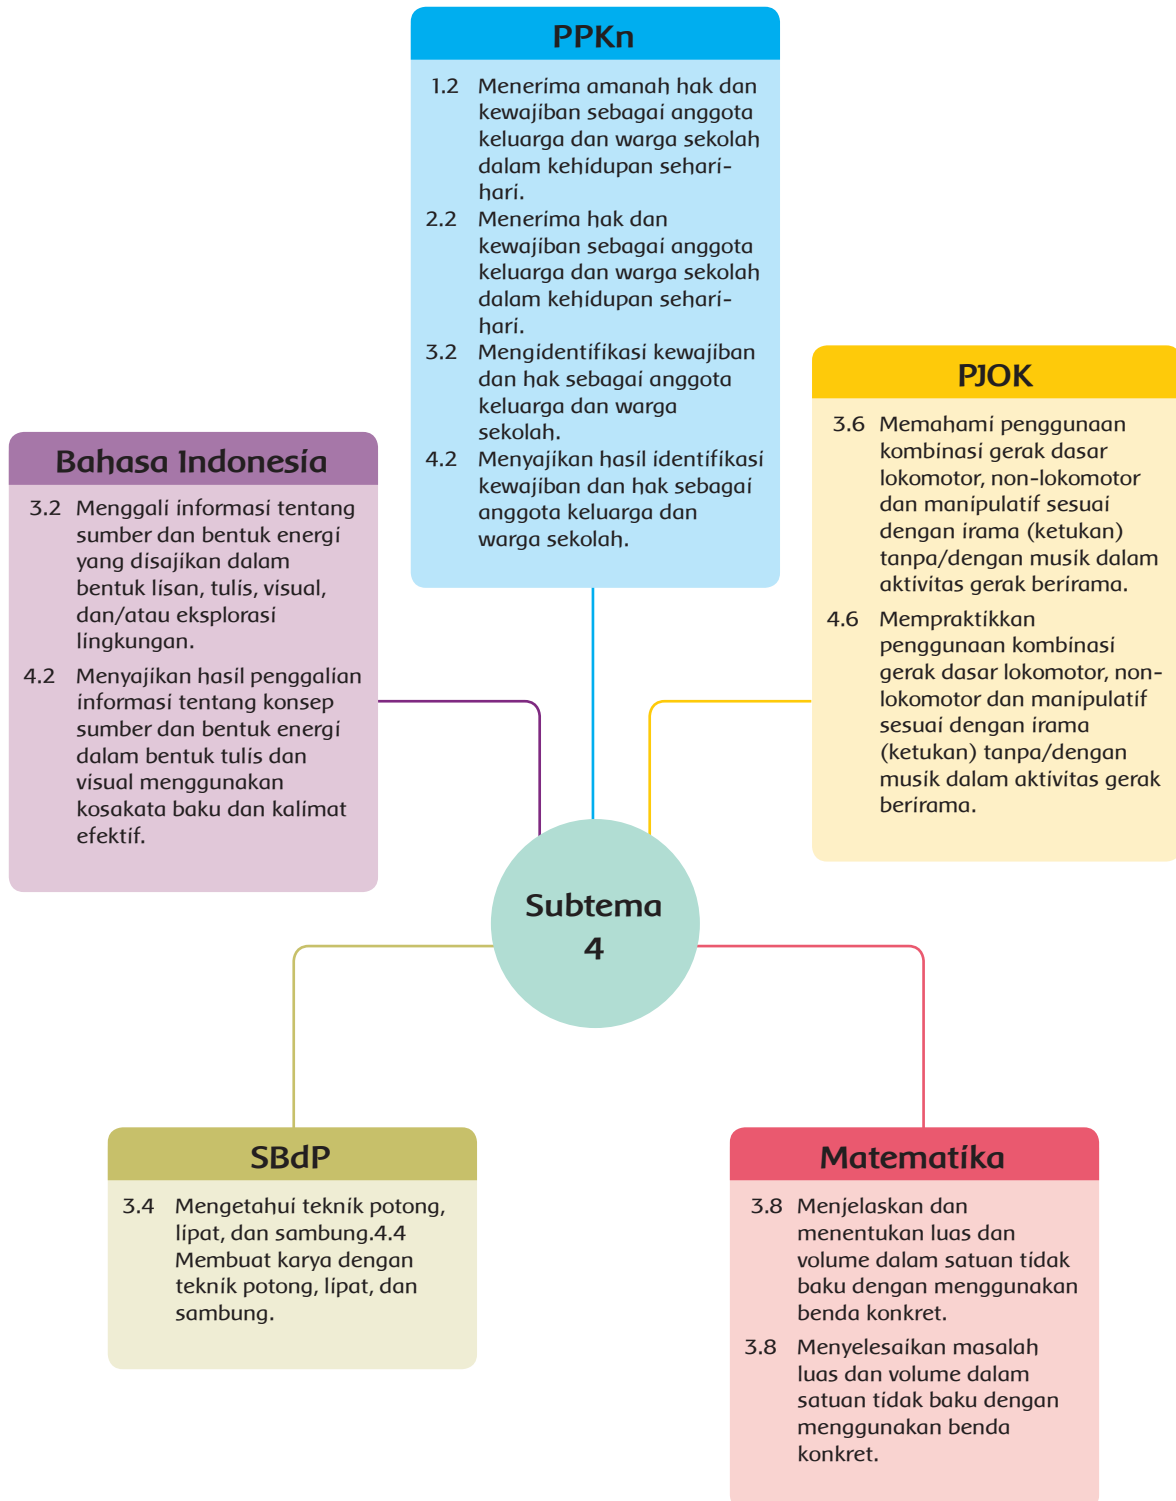 PPKn
1.2 Menerima amanah hak dan
kewajiban sebagai anggota
keluarga dan warga sekolah
dalam kehidupan sehari-
hari.
2.2 Menerima hak dan
kewajiban sebagai anggota
keluarga dan warga sekolah
dalam kehidupan sehari-
hari.
3.2 Mengidentifikasi kewajiban
dan hak sebagai anggota
keluarga dan warga
sekolah.
4.2 Menyajikan hasil identifikasi
kewajiban dan hak sebagai
anggota keluarga dan
warga sekolah.
Bahasa Indonesia
3.2 Menggali informasi tentang
sumber dan bentuk energi
yang disajikan dalam
bentuk lisan, tulis, visual,
dan/atau eksplorasi
lingkungan.
4.2 Menyajikan hasil penggalian
informasi tentang konsep
sumber dan bentuk energi
dalam bentuk tulis dan
visual menggunakan
kosakata baku dan kalimat
efektif.
PJOK
3.6 Memahami penggunaan
kombinasi gerak dasar
lokomotor, non-lokomotor
dan manipulatif sesuai
dengan irama (ketukan)
tanpa/dengan musik dalam
aktivitas gerak berirama.
4.6 Mempraktikkan
penggunaan kombinasi
gerak dasar lokomotor, non-
lokomotor dan manipulatif
sesuai dengan irama
(ketukan) tanpa/dengan
musik dalam aktivitas gerak
berirama.
Subtema
4
SBdP
3.4 Mengetahui teknik potong,
lipat, dan sambung.4.4
Membuat karya dengan
teknik potong, lipat, dan
sambung.
Matematika
3.8 Menjelaskan dan
menentukan luas dan
volume dalam satuan tidak
baku dengan menggunakan
benda konkret.
3.8 Menyelesaikan masalah
luas dan volume dalam
satuan tidak baku dengan
menggunakan benda
konkret.